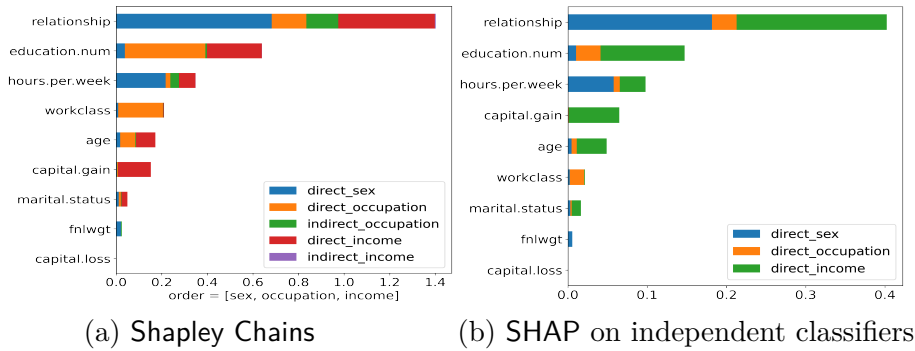 relationship
education.num
hours.per.week
workclass
age
capital.gain
marital.status
fnlwgt
capital.loss
direct_sex
direct_occupation
indirect_occupation
direct_income
indirect_income
0.0 0.2 0.4 0.6 0.8 1.0 1.2 1.4
order = [sex, occupation, income]
(a) Shapley Chains
relationship
education.num
hours.per.week
capital.gain
age
workclass
marital.status
fnlwgt
capital.loss
direct_sex
direct_occupation
direct_income
0.0 0.1 0.2 0.3 0.4
(b) SHAP on independent classifiers